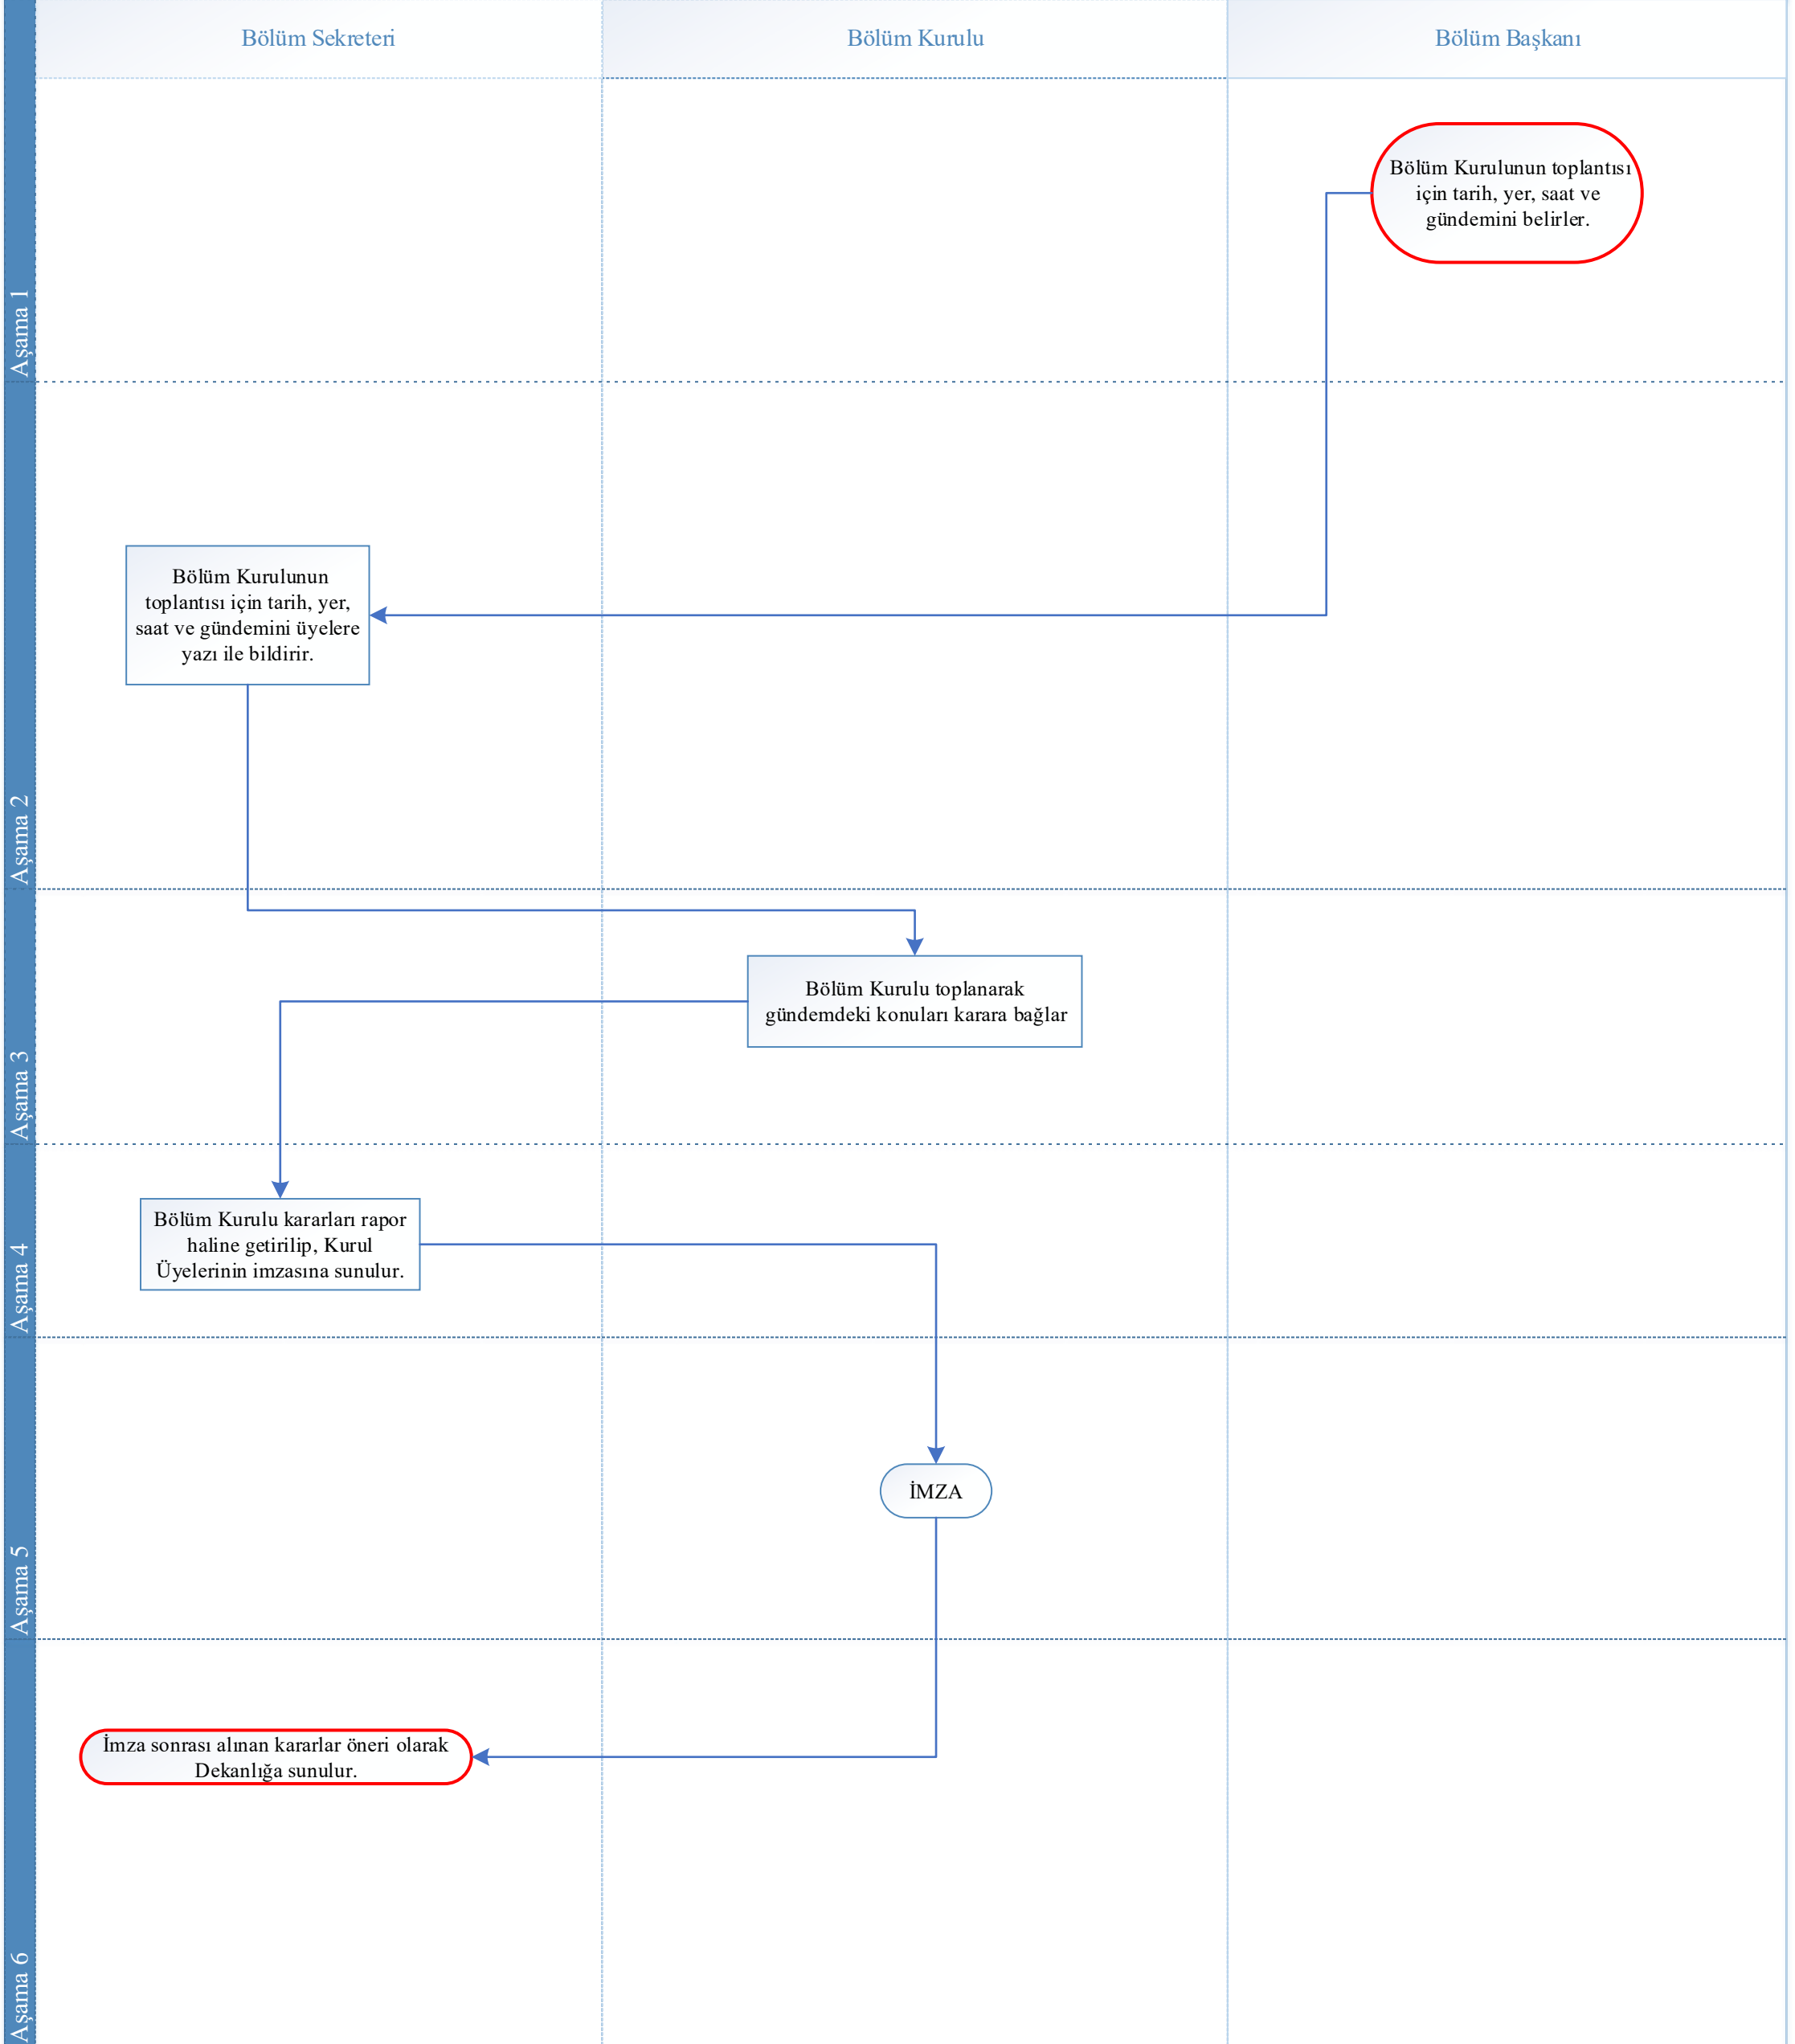 Bölüm Sekreteri
Bölüm Kurulu
Bölüm Başkanı
Aşama 1
Bölüm Kurulunun toplantısı
için tarih, yer, saat ve
gündemini belirler.
Aşama 2
Bölüm Kurulunun
toplantısı için tarih, yer,
saat ve gündemini üyelere
yazı ile bildirir.
Aşama 3
Bölüm Kurulu toplanarak
gündemdeki konuları karara bağlar
Aşama 4
Bölüm Kurulu kararları rapor
haline getirilip, Kurul
Üyelerinin imzasına sunulur.
Aşama 5
İMZA
Aşama 6
İmza sonrası alınan kararlar öneri olarak
Dekanlığa sunulur.